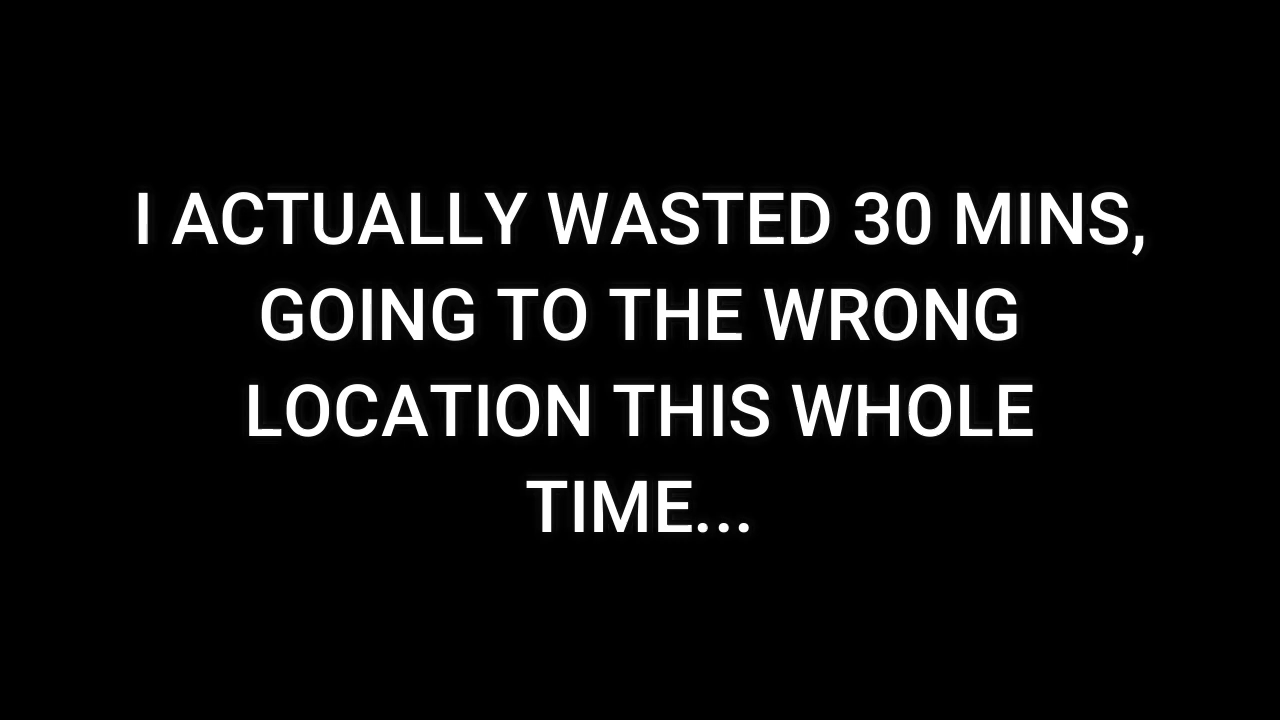 I ACTUALLY WASTED 30 MINS,
GOING TO THE WRONG
LOCATION THIS WHOLE
TIME...